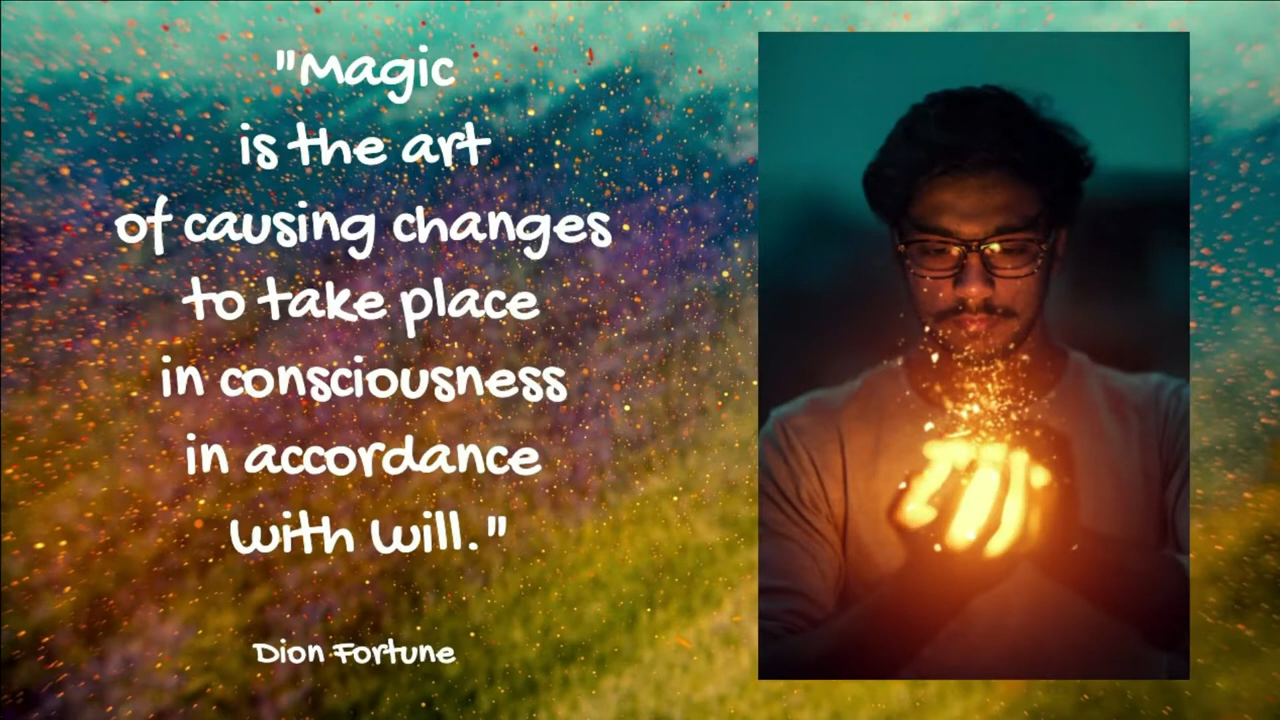 "Magic
is the art
of causing changes
to take place
in consciousness
in accordance
with will."
Dion Fortune